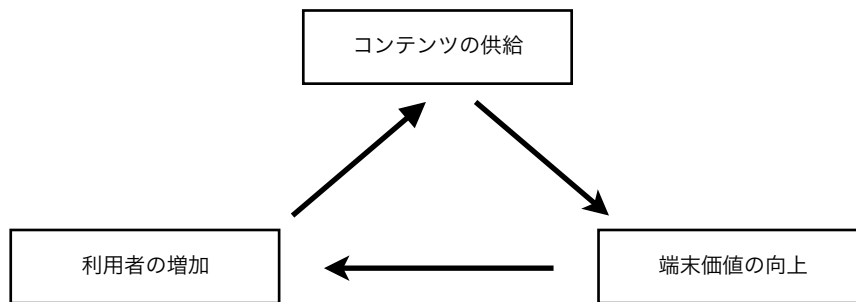 コンテンツの供給
利用者の増加
端末価値の向上